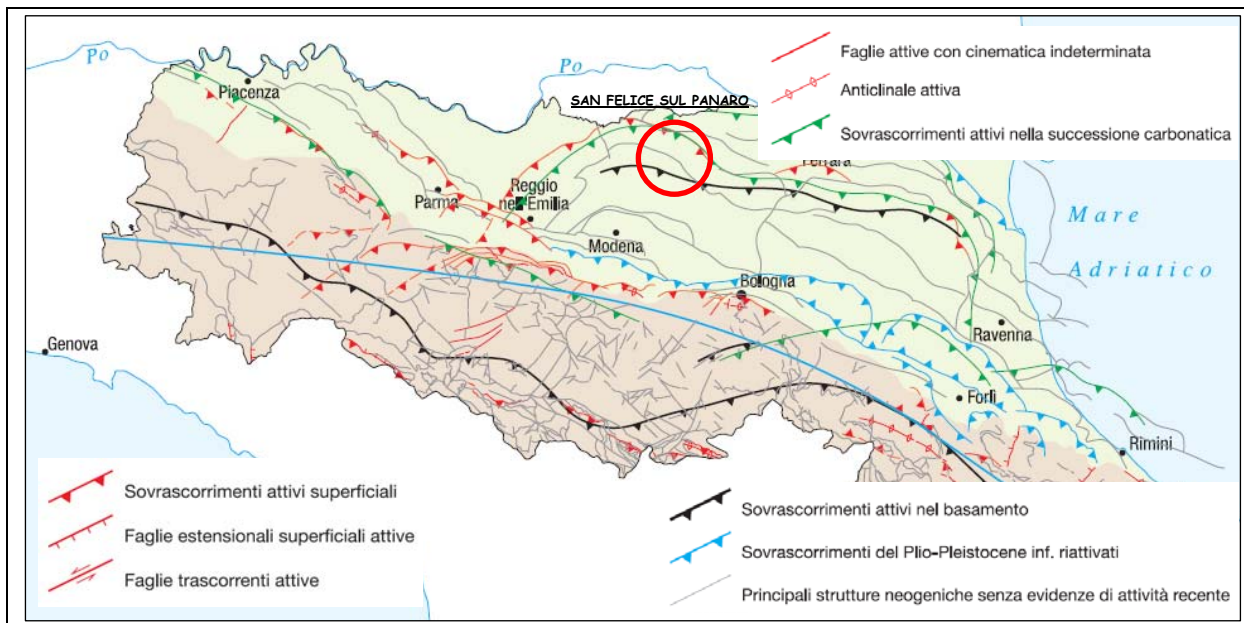 Po
Piacenza
Po
SAN FELICE SUL PANARO
Faglie attive con cinematica indeterminata
Anticlinale attiva
Sovrascorrimenti attivi nella successione carbonatica
Parma
Reggio
nell'Emilia
Modena
Bologna
Mare
Adriatico
Ravenna
Genova
Forlì
Rimini
Sovrascorrimenti attivi superficiali
Faglie estensionali superficiali attive
Faglie trascorrenti attive
Sovrascorrimenti attivi nel basamento
Sovrascorrimenti del Plio-Pleistocene inf. riattivati
Principali strutture neogeniche senza evidenze di attività recente